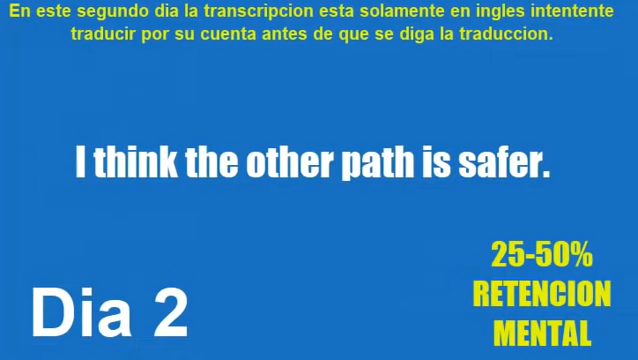 En este segundo dia la transcripcion esta solamente en ingles intentente
traducir por su cuenta antes de que se diga la traduccion.
I think the other path is safer.
25-50%
RETENCION
MENTAL
Dia 2